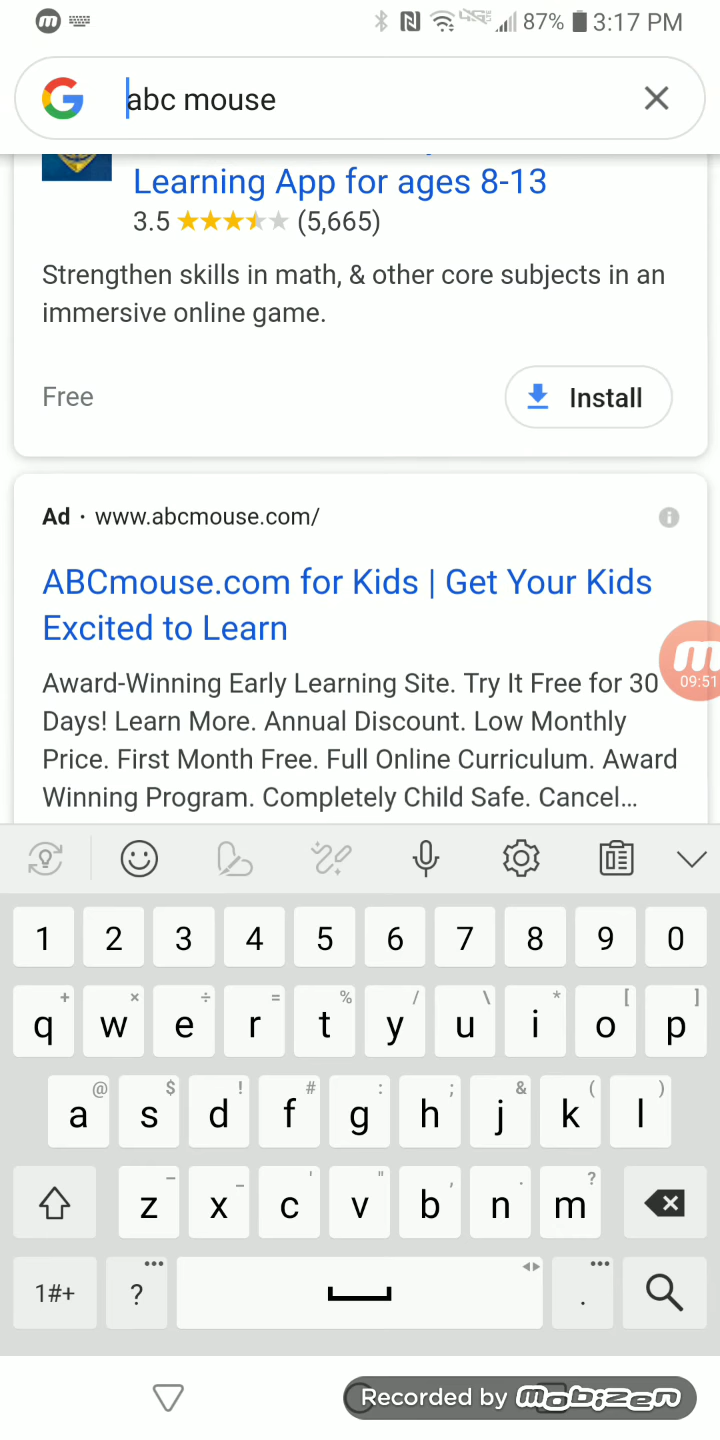 87% 3:17 PM
abc mouse
Learning App for ages 8-13
3.5 (5,665)
Strengthen skills in math, & other core subjects in an
immersive online game.
Free Install
Ad · www.abcmouse.com/
ABCmouse.com for Kids | Get Your Kids
Excited to Learn
09:51
Award-Winning Early Learning Site. Try It Free for 30
Days! Learn More. Annual Discount. Low Monthly
Price. First Month Free. Full Online Curriculum. Award
Winning Program. Completely Child Safe. Cancel...
1 2 3 4 5 6 7 8 9 0
+ × ÷ = % / \ * [ ]
q w e r t y u i o p
@ $ ! # : ; & ( )
a s d f g h j k l
z x c v b n m
1#+ ? .
Recorded by mobizen